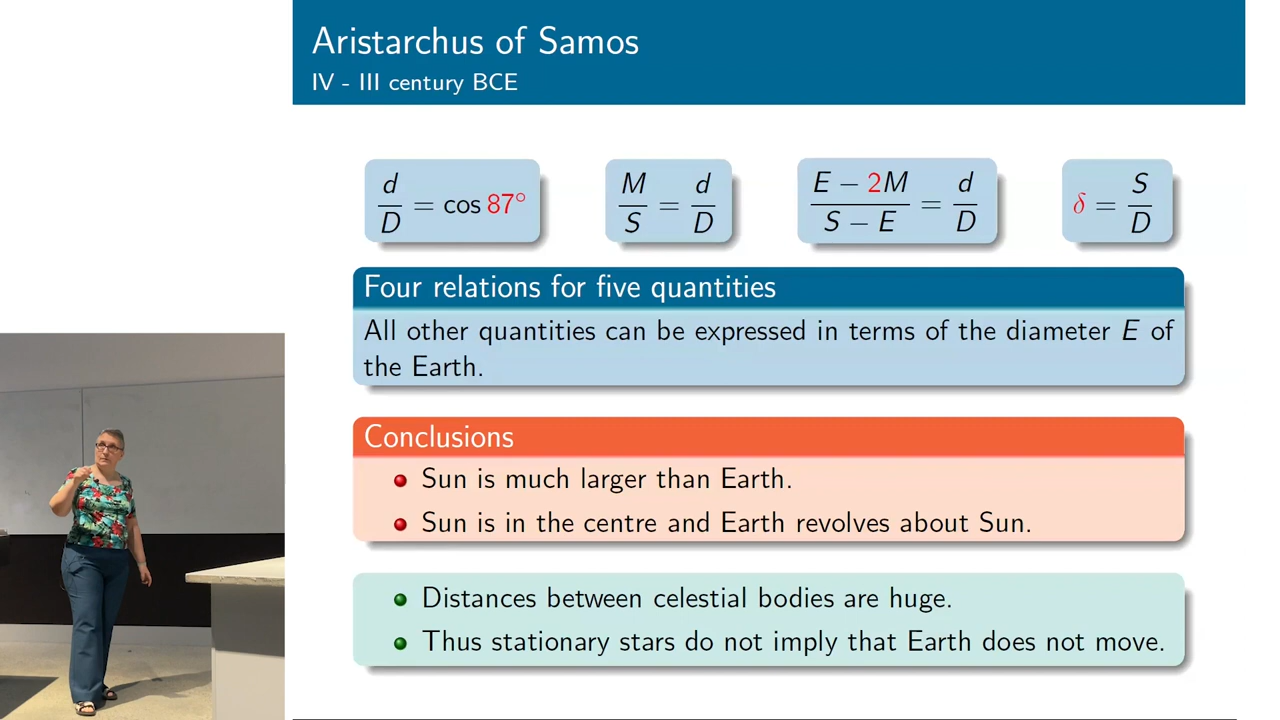 Aristarchus of Samos
IV - III century BCE
d/D = cos 87°
M/S = d/D
E − 2M/S − E = d/D
δ = S/D
Four relations for five quantities
All other quantities can be expressed in terms of the diameter E of
the Earth.
Conclusions
Sun is much larger than Earth.
Sun is in the centre and Earth revolves about Sun.
Distances between celestial bodies are huge.
Thus stationary stars do not imply that Earth does not move.